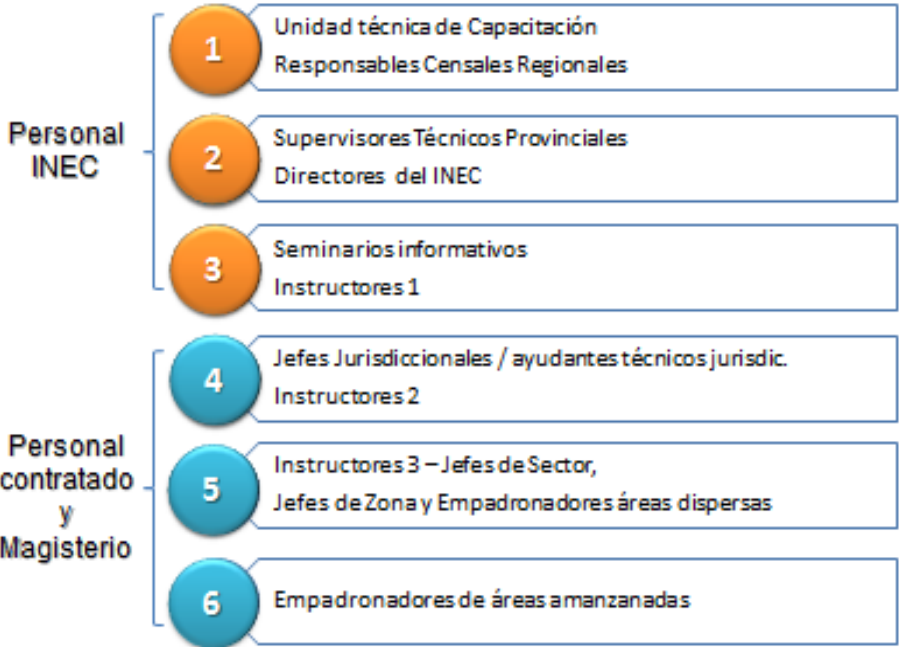 Personal
INEC
1
Unidad técnica de Capacitación
Responsables Censales Regionales
2
Supervisores Técnicos Provinciales
Directores del INEC
3
Seminarios informativos
Instructores 1
Personal
contratado
y
Magisterio
4
Jefes Jurisdiccionales / ayudantes técnicos jurisdic.
Instructores 2
5
Instructores 3 – Jefes de Sector,
Jefes de Zona y Empadronadores áreas dispersas
6
Empadronadores de áreas amanzanadas